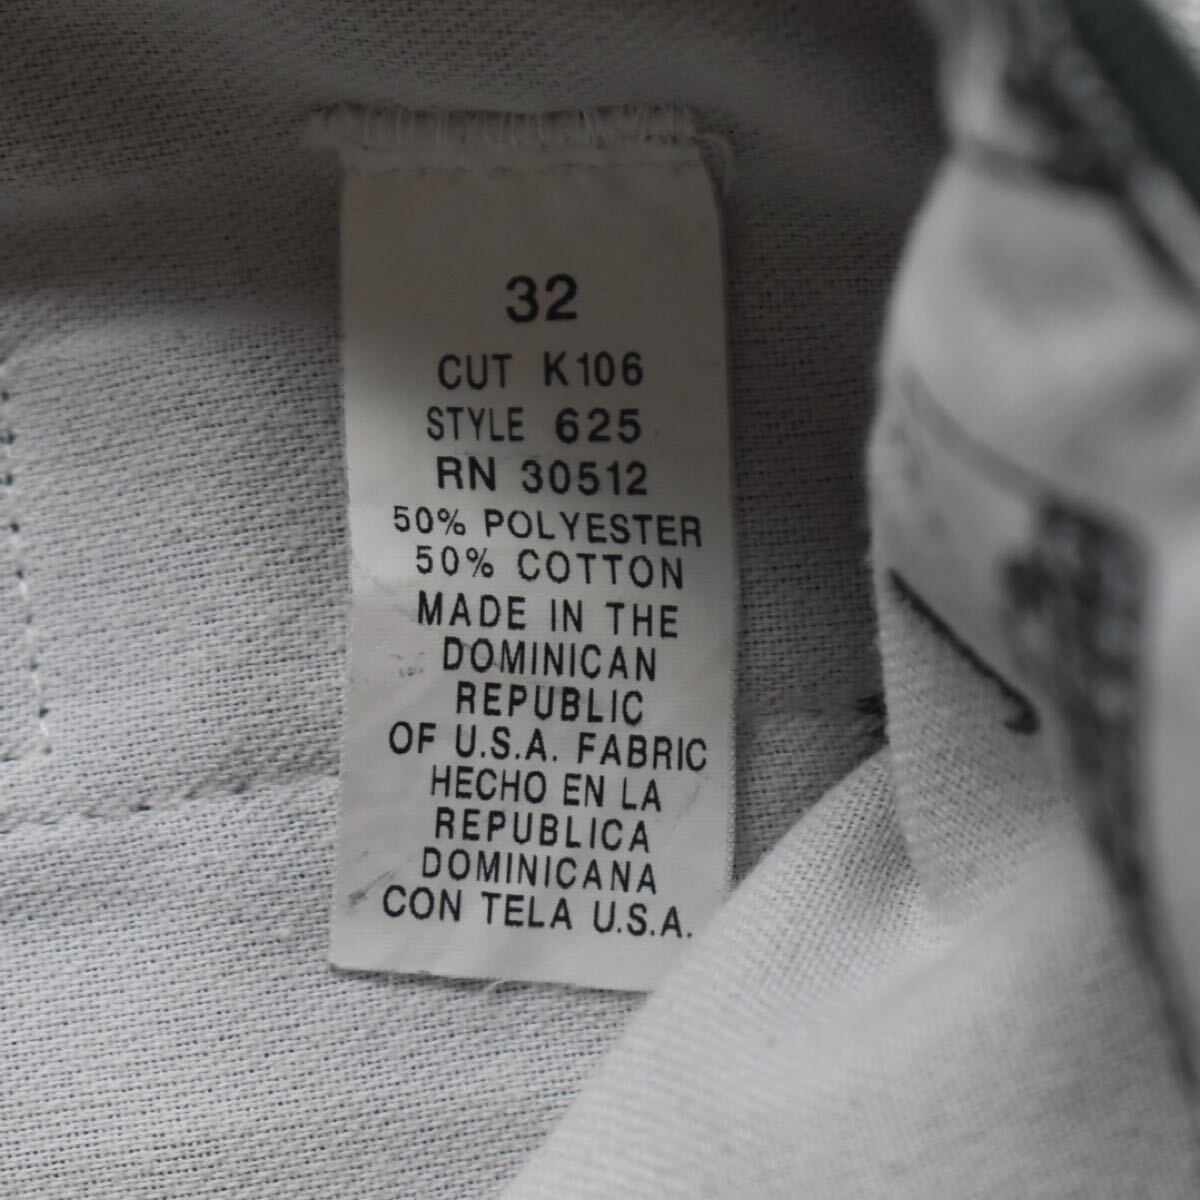 32
CUT K106
STYLE 625
RN 30512
50% POLYESTER
50% COTTON
MADE IN THE
DOMINICAN
REPUBLIC
OF U.S.A. FABRIC
HECHO EN LA
REPUBLICA
DOMINICANA
CON TELA U.S.A.